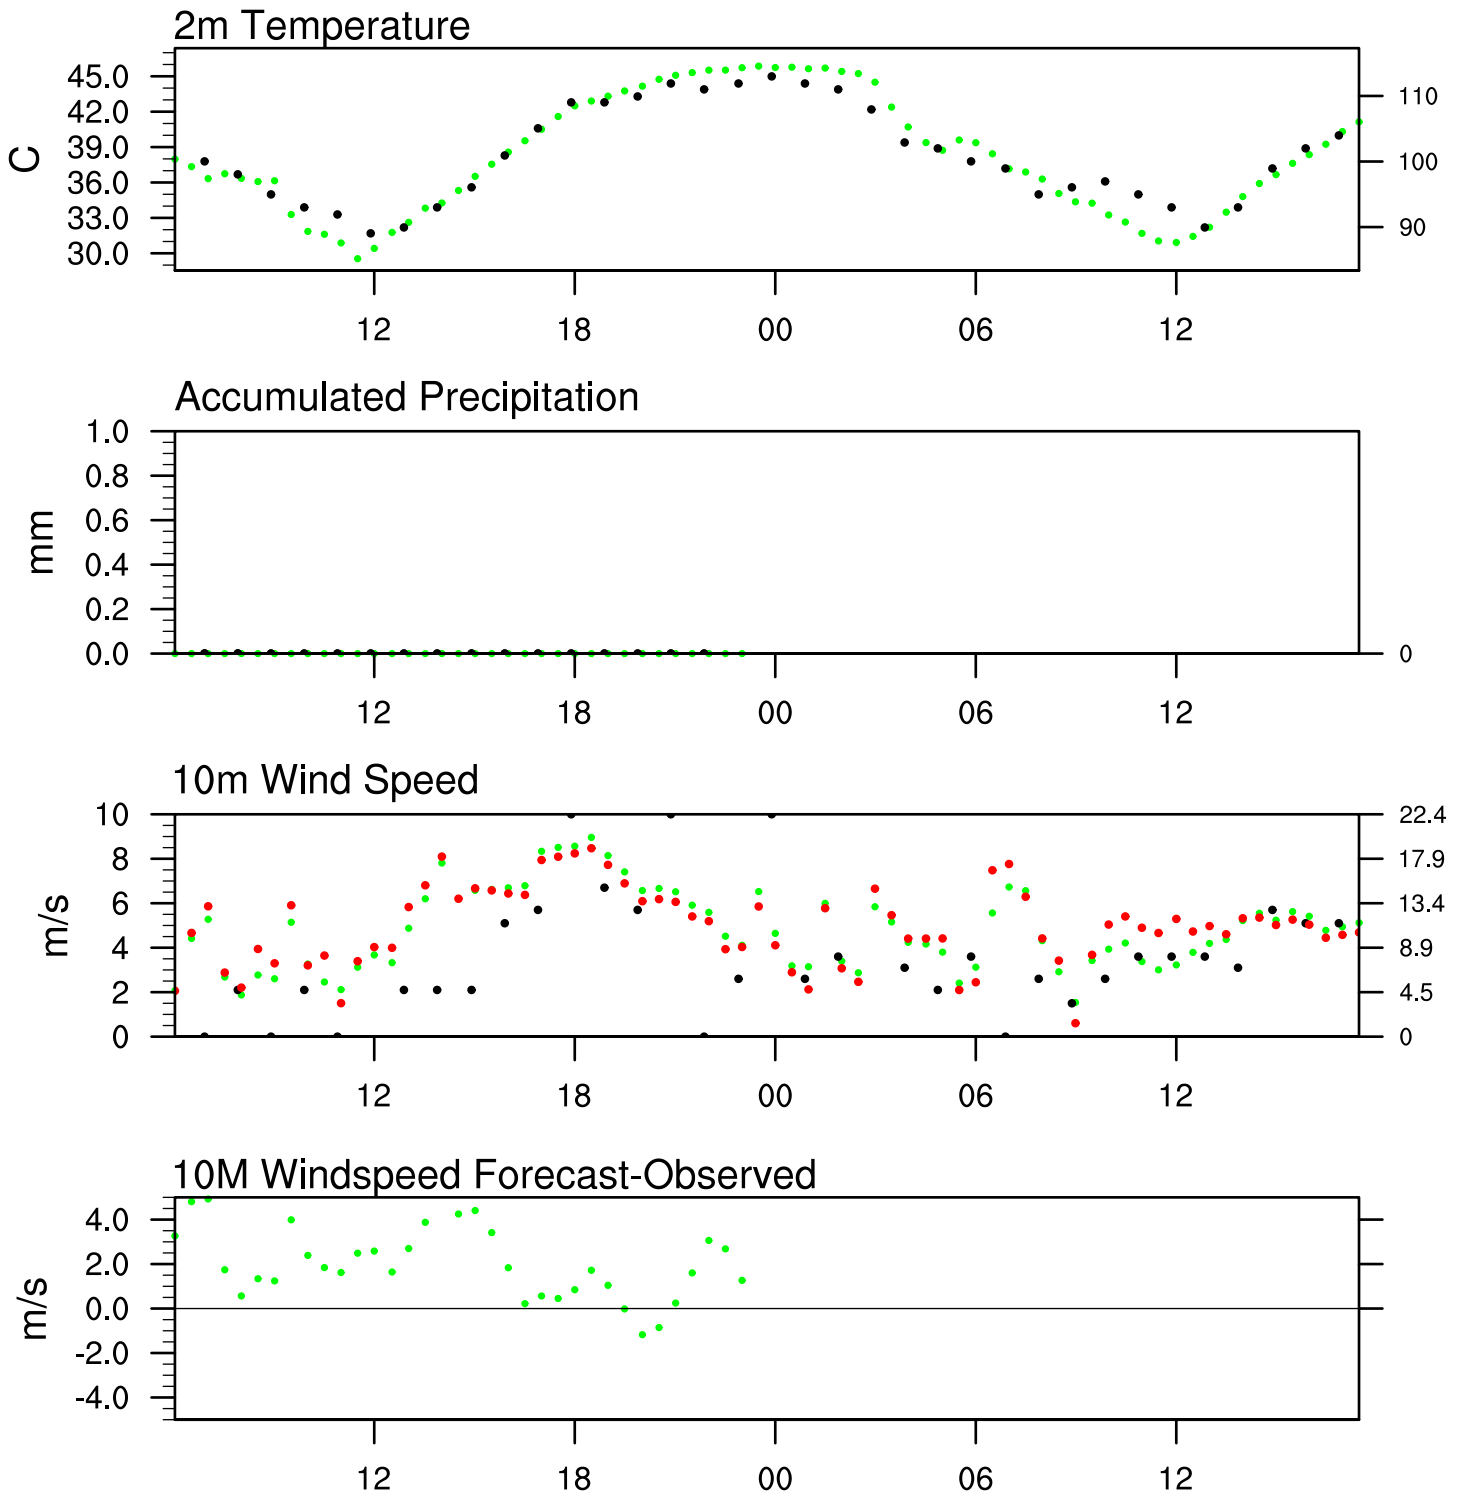 2m Temperature
45.0
42.0
39.0
36.0
33.0
30.0
C
110
100
90
12 18 00 06 12
Accumulated Precipitation
1.0
0.8
0.6
0.4
0.2
0.0
mm
0
12 18 00 06 12
10m Wind Speed
10
8
6
4
2
0
m/s
22.4
17.9
13.4
8.9
4.5
0
12 18 00 06 12
10M Windspeed Forecast-Observed
4.0
2.0
0.0
-2.0
-4.0
m/s
12 18 00 06 12